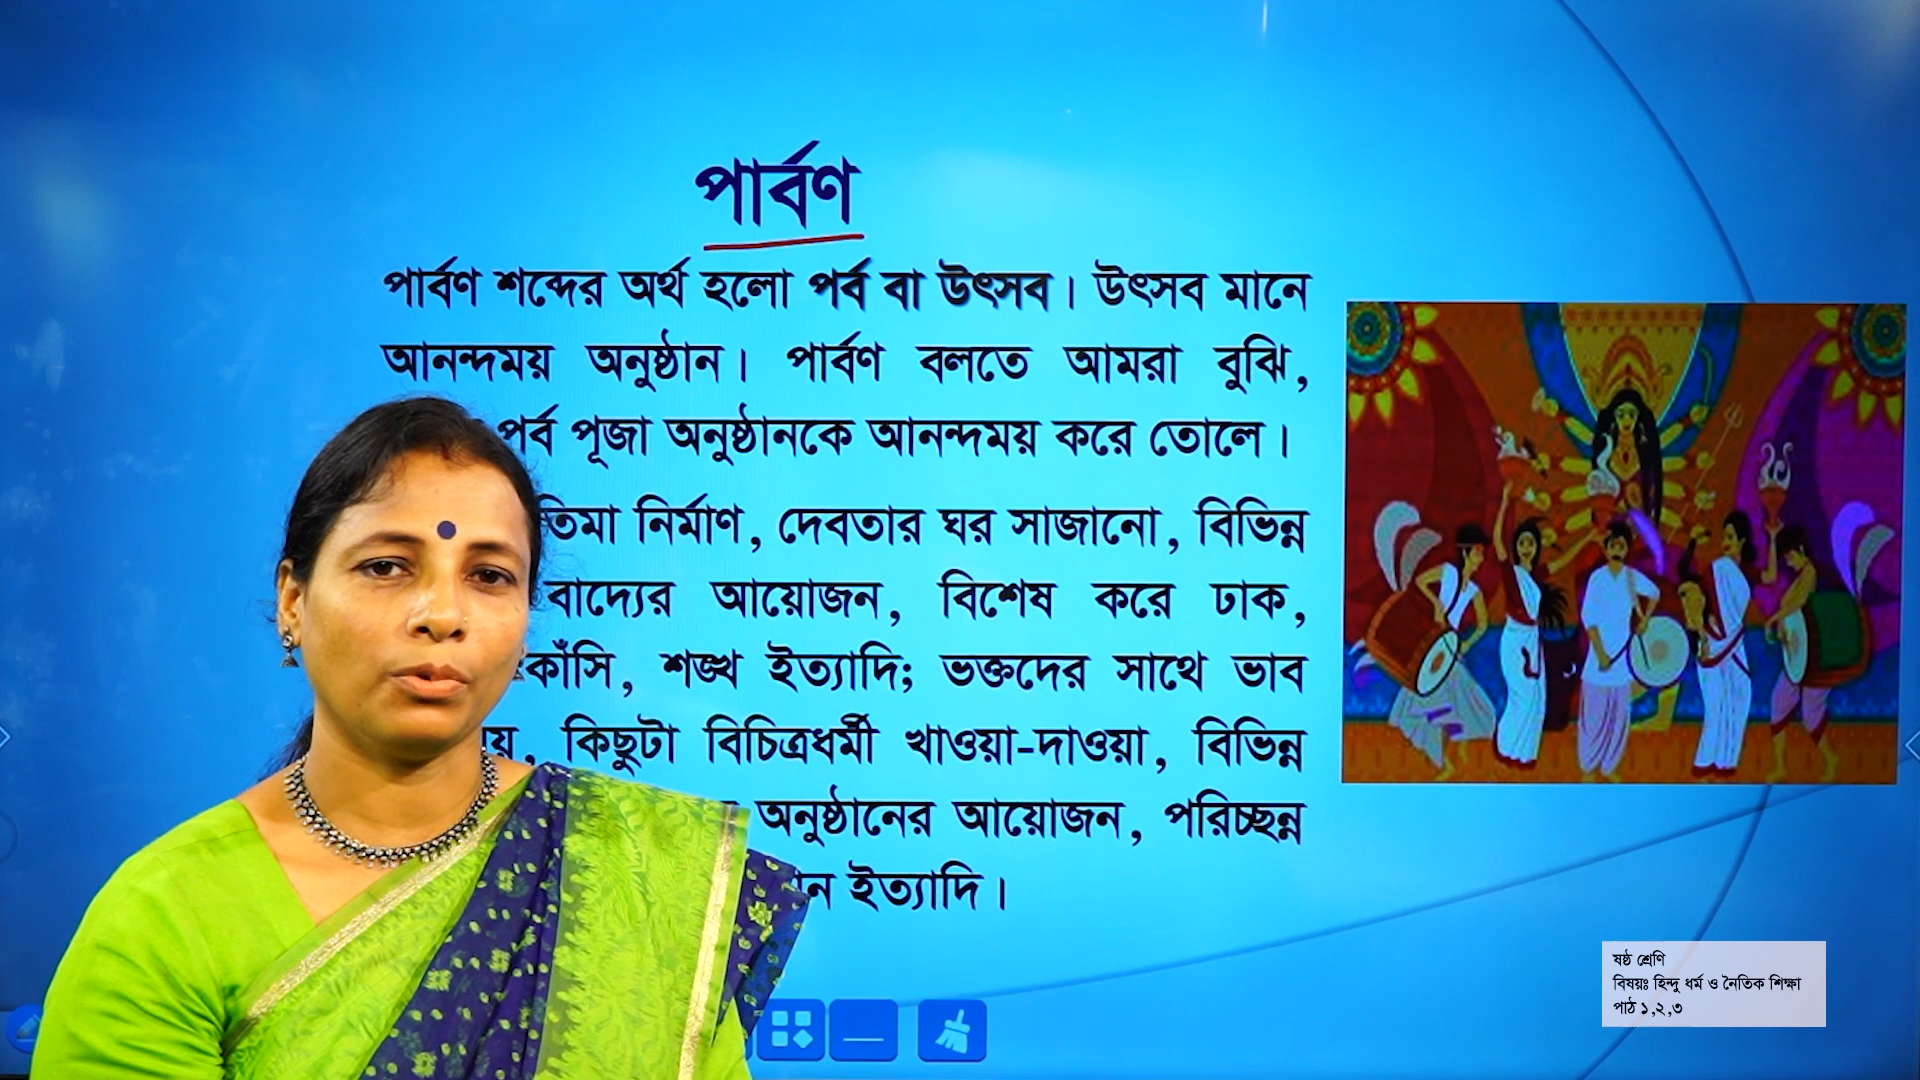 পার্বণ
পার্বণ শব্দের অর্থ হলো পর্ব বা উৎসব। উৎসব মানে
আনন্দময় অনুষ্ঠান। পার্বণ বলতে আমরা বুঝি,
পর্ব পূজা অনুষ্ঠানকে আনন্দময় করে তোলে।
নির্মাণ, দেবতার ঘর সাজানো, বিভিন্ন
বাদ্যের আয়োজন, বিশেষ করে ঢাক,
কাঁসি, শঙ্খ ইত্যাদি; ভক্তদের সাথে ভাব
কিছুটা বিচিত্রধর্মী খাওয়া-দাওয়া, বিভিন্ন
অনুষ্ঠানের আয়োজন, পরিচ্ছন্ন
ইত্যাদি।
ষষ্ঠ শ্রেণি
বিষয়ঃ হিন্দু ধর্ম ও নৈতিক শিক্ষা
পাঠ ১,২,৩